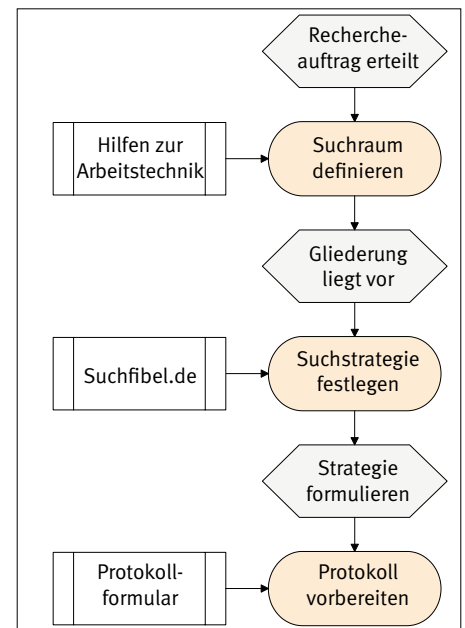 Recherche-
auftrag erteilt
Hilfen zur
Arbeitstechnik
Suchraum
definieren
Gliederung
liegt vor
Suchfibel.de
Suchstrategie
festlegen
Strategie
formulieren
Protokoll-
formular
Protokoll
vorbereiten